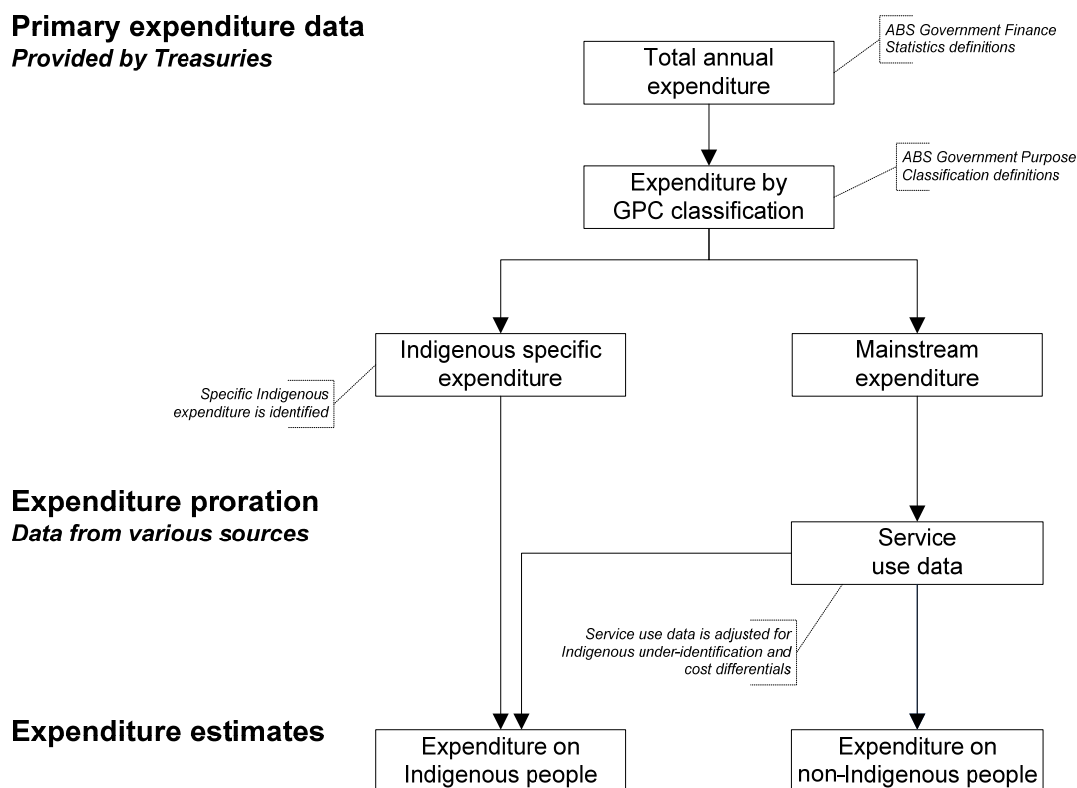 Primary expenditure data
Provided by Treasuries
Total annual
expenditure
ABS Government Finance
Statistics definitions
Expenditure by
GPC classification
ABS Government Purpose
Classification definitions
Indigenous specific
expenditure
Mainstream
expenditure
Specific Indigenous
expenditure is identified
Expenditure proration
Data from various sources
Service
use data
Service use data is adjusted for
Indigenous under-identification and
cost differentials
Expenditure estimates
Expenditure on
Indigenous people
Expenditure on
non-Indigenous people